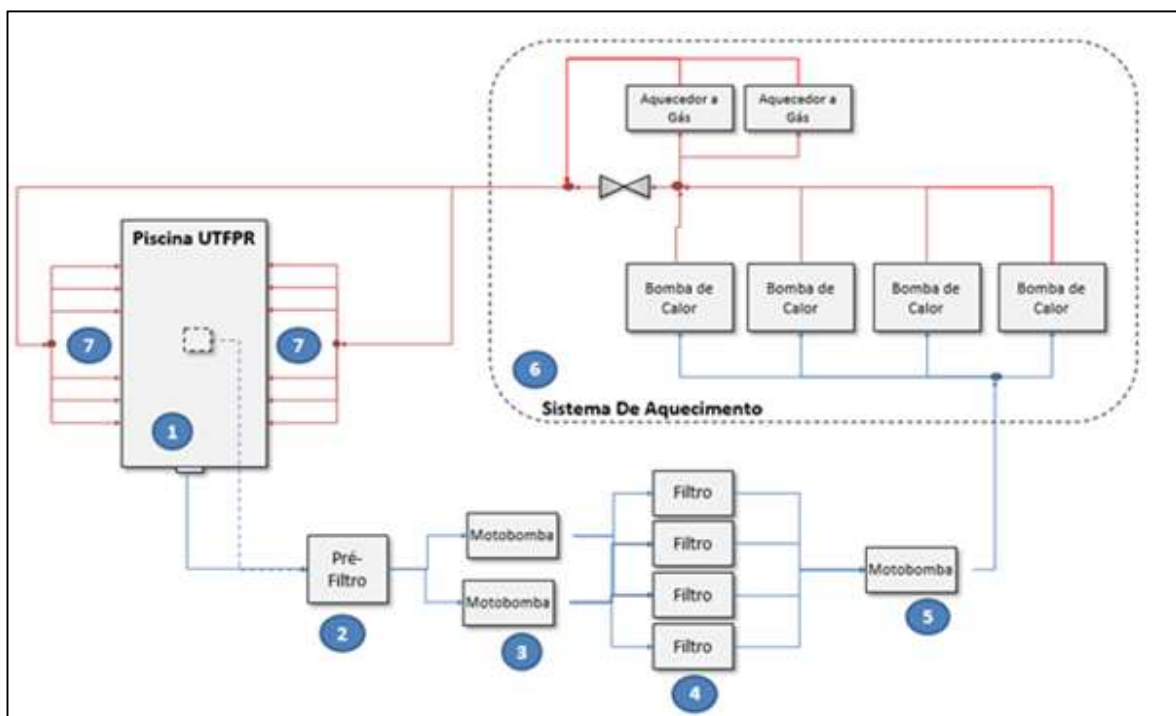 Aquecedor a
Gás
Aquecedor a
Gás
Piscina UTFPR
Bomba de
Calor
Bomba de
Calor
Bomba de
Calor
Bomba de
Calor
7
7
6
Sistema De Aquecimento
1
Filtro
Motobomba
Pré-
Filtro
Filtro
Motobomba
Motobomba
Filtro
5
2
3
Filtro
4